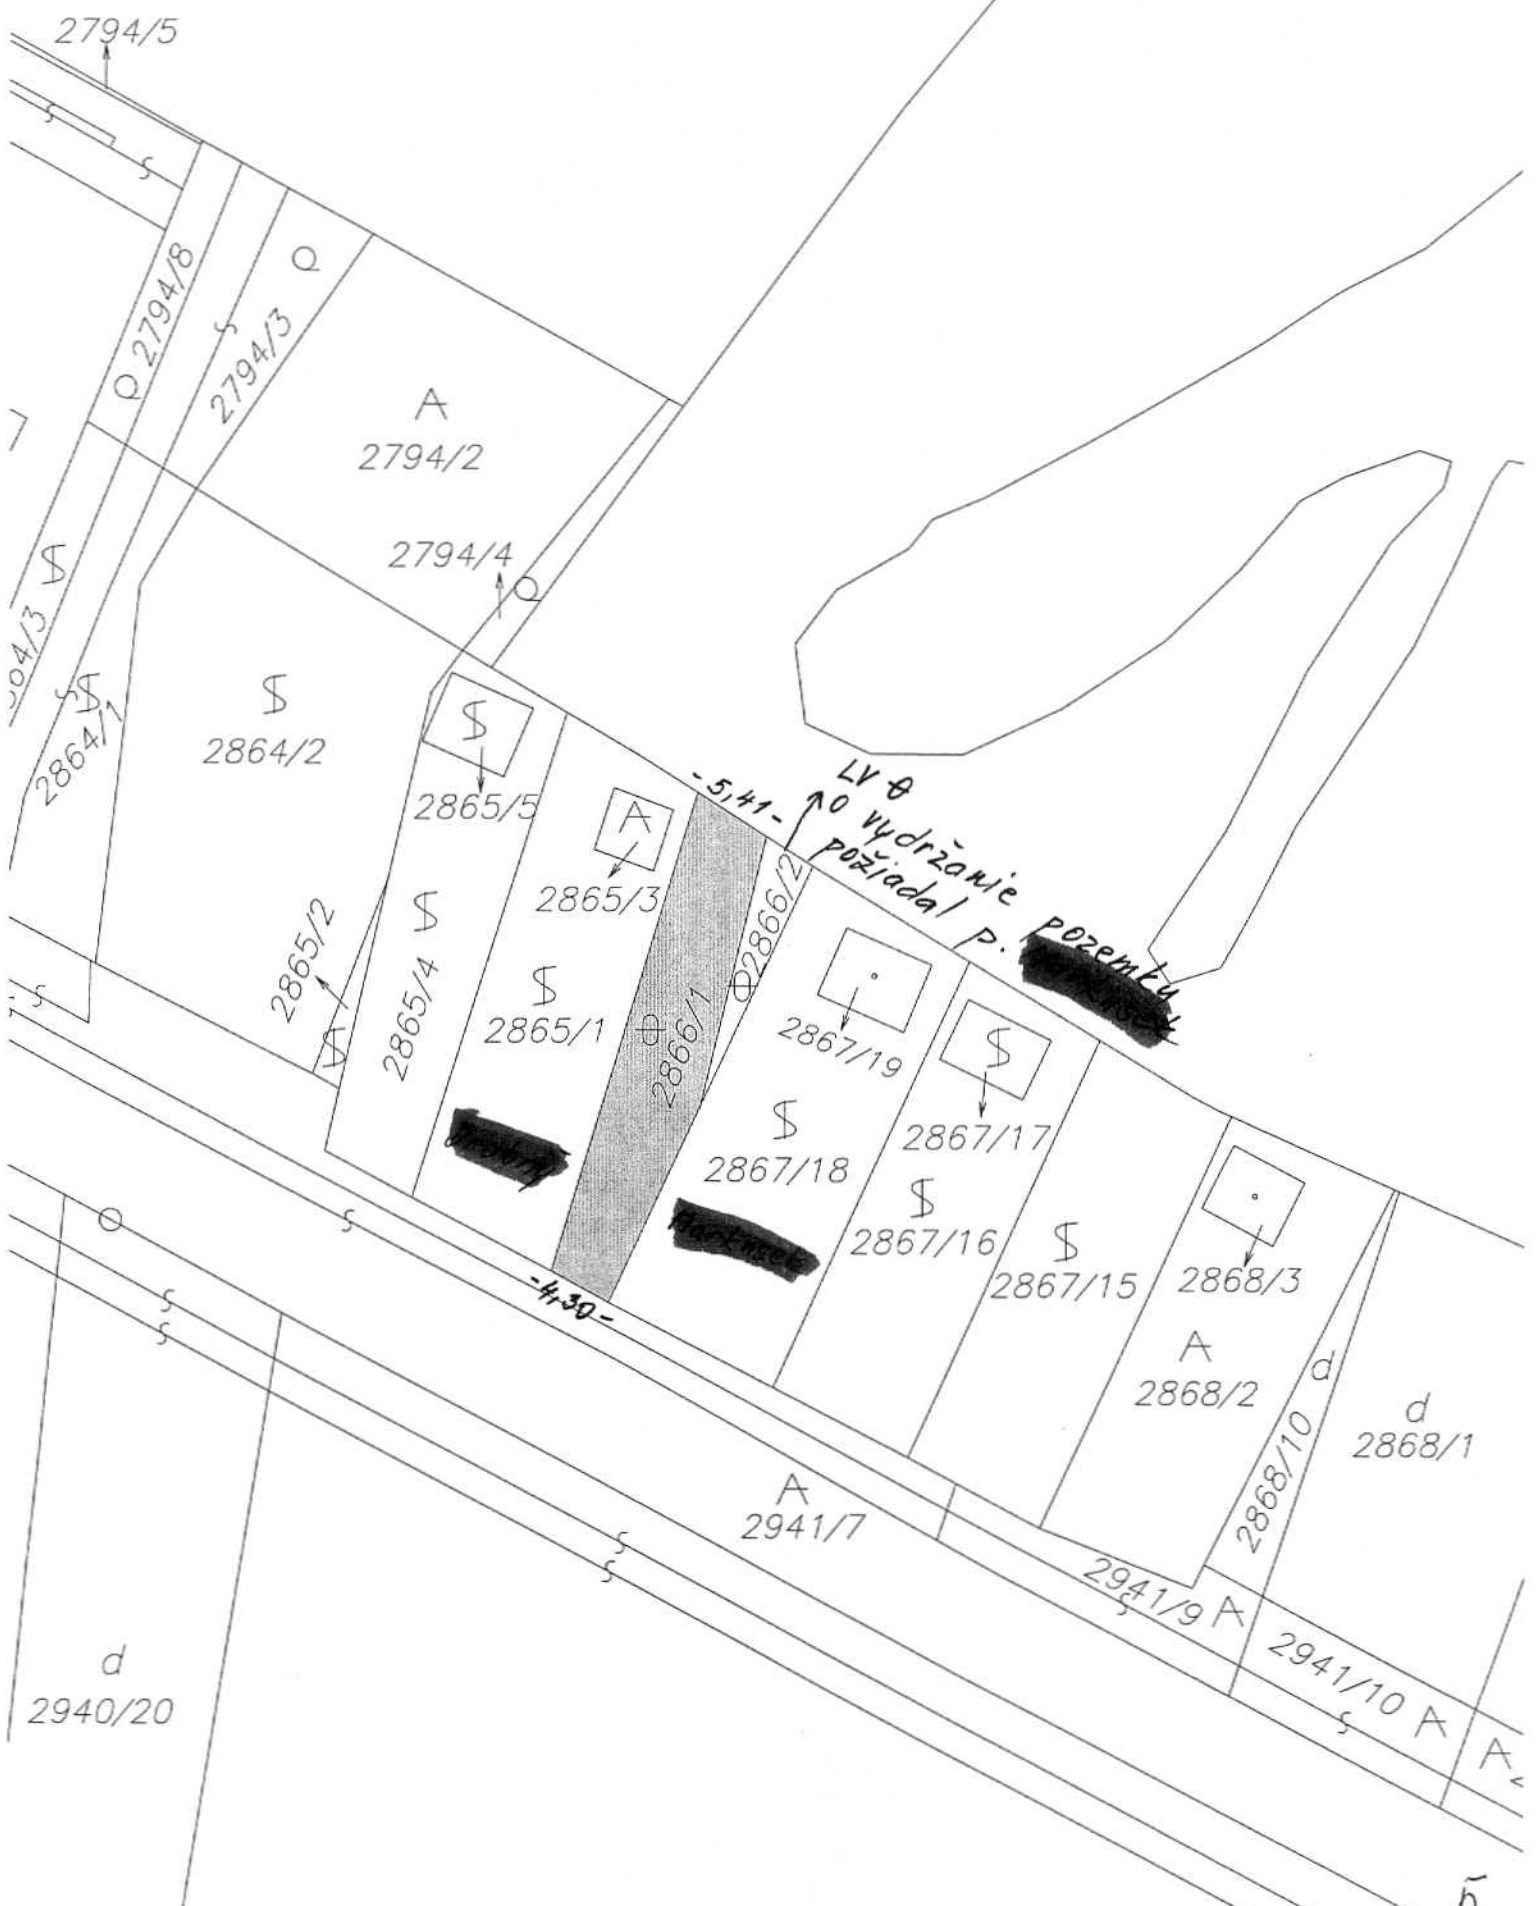 2794/5
2794/8
2794/3
A
2794/2
2794/4
2864/1
2864/2
2865/5
A
2865/3
2865/2
2865/4
2865/1
- 5,41 -
LV θ
O vydržanie pozemku
požiadal p.
2866/2
2866/1
2867/19
2867/17
2867/18
2867/16
2867/15
2868/3
A
2868/2
d
2868/10
d
2868/1
- 4,30 -
A
2941/7
2941/9 A
2941/10 A
A
d
2940/20